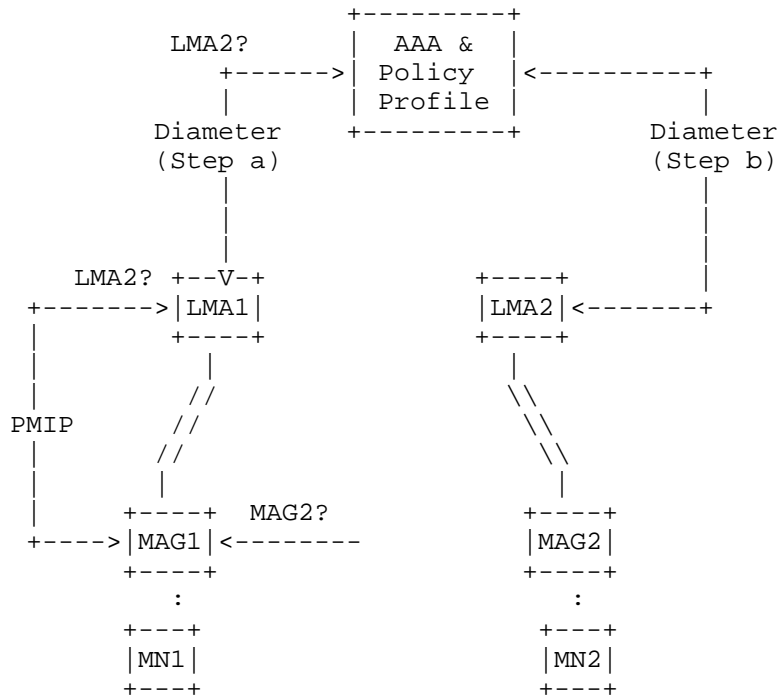 LMA2? AAA &
Policy
Profile
Diameter Diameter
(Step a) (Step b)
LMA2? V
LMA1 LMA2
PMIP
MAG2?
MAG1 MAG2
: :
MN1 MN2